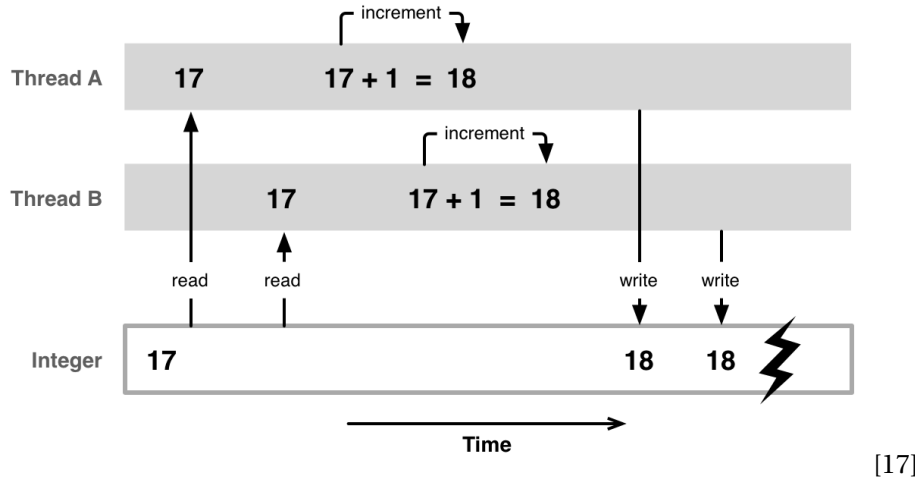 increment
Thread A 17 17 + 1 = 18
increment
Thread B 17 17 + 1 = 18
read read write write
Integer 17 18 18
Time
[17]